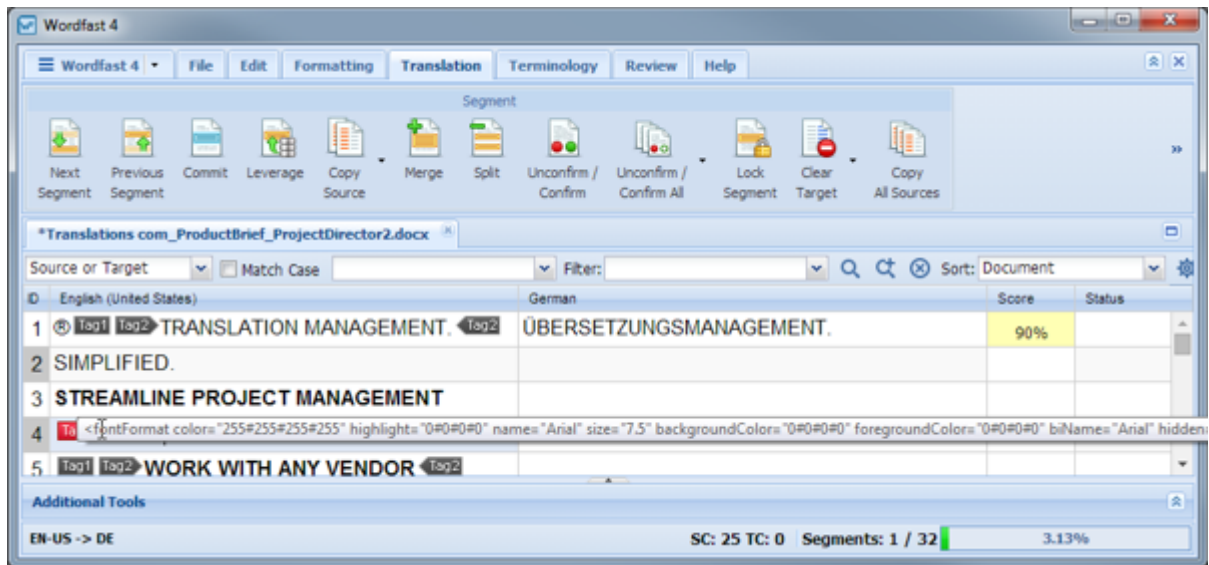 Wordfast 4
Wordfast 4 File Edit Formatting Translation Terminology Review Help
Segment
Next Segment Previous Segment Commit Leverage Copy Source Merge Split Unconfirm / Confirm Unconfirm / Confirm All Lock Segment Clear Target Copy All Sources
*Translations com_ProductBrief_ProjectDirector2.docx
Source or Target Match Case Filter: Sort: Document
ID English (United States) German Score Status
1 ® Tag1 Tag2 TRANSLATION MANAGEMENT. Tag2 ÜBERSETZUNGSMANAGEMENT. 90%
2 SIMPLIFIED.
3 STREAMLINE PROJECT MANAGEMENT
4 <fontFormat color="255#255#255#255" highlight="0#0#0#0" name="Arial" size="7.5" backgroundColor="0#0#0#0" foregroundColor="0#0#0#0" biName="Arial" hidden=
5 Tag1 Tag2 WORK WITH ANY VENDOR Tag2
Additional Tools
EN-US -> DE SC: 25 TC: 0 Segments: 1 / 32 3.13%